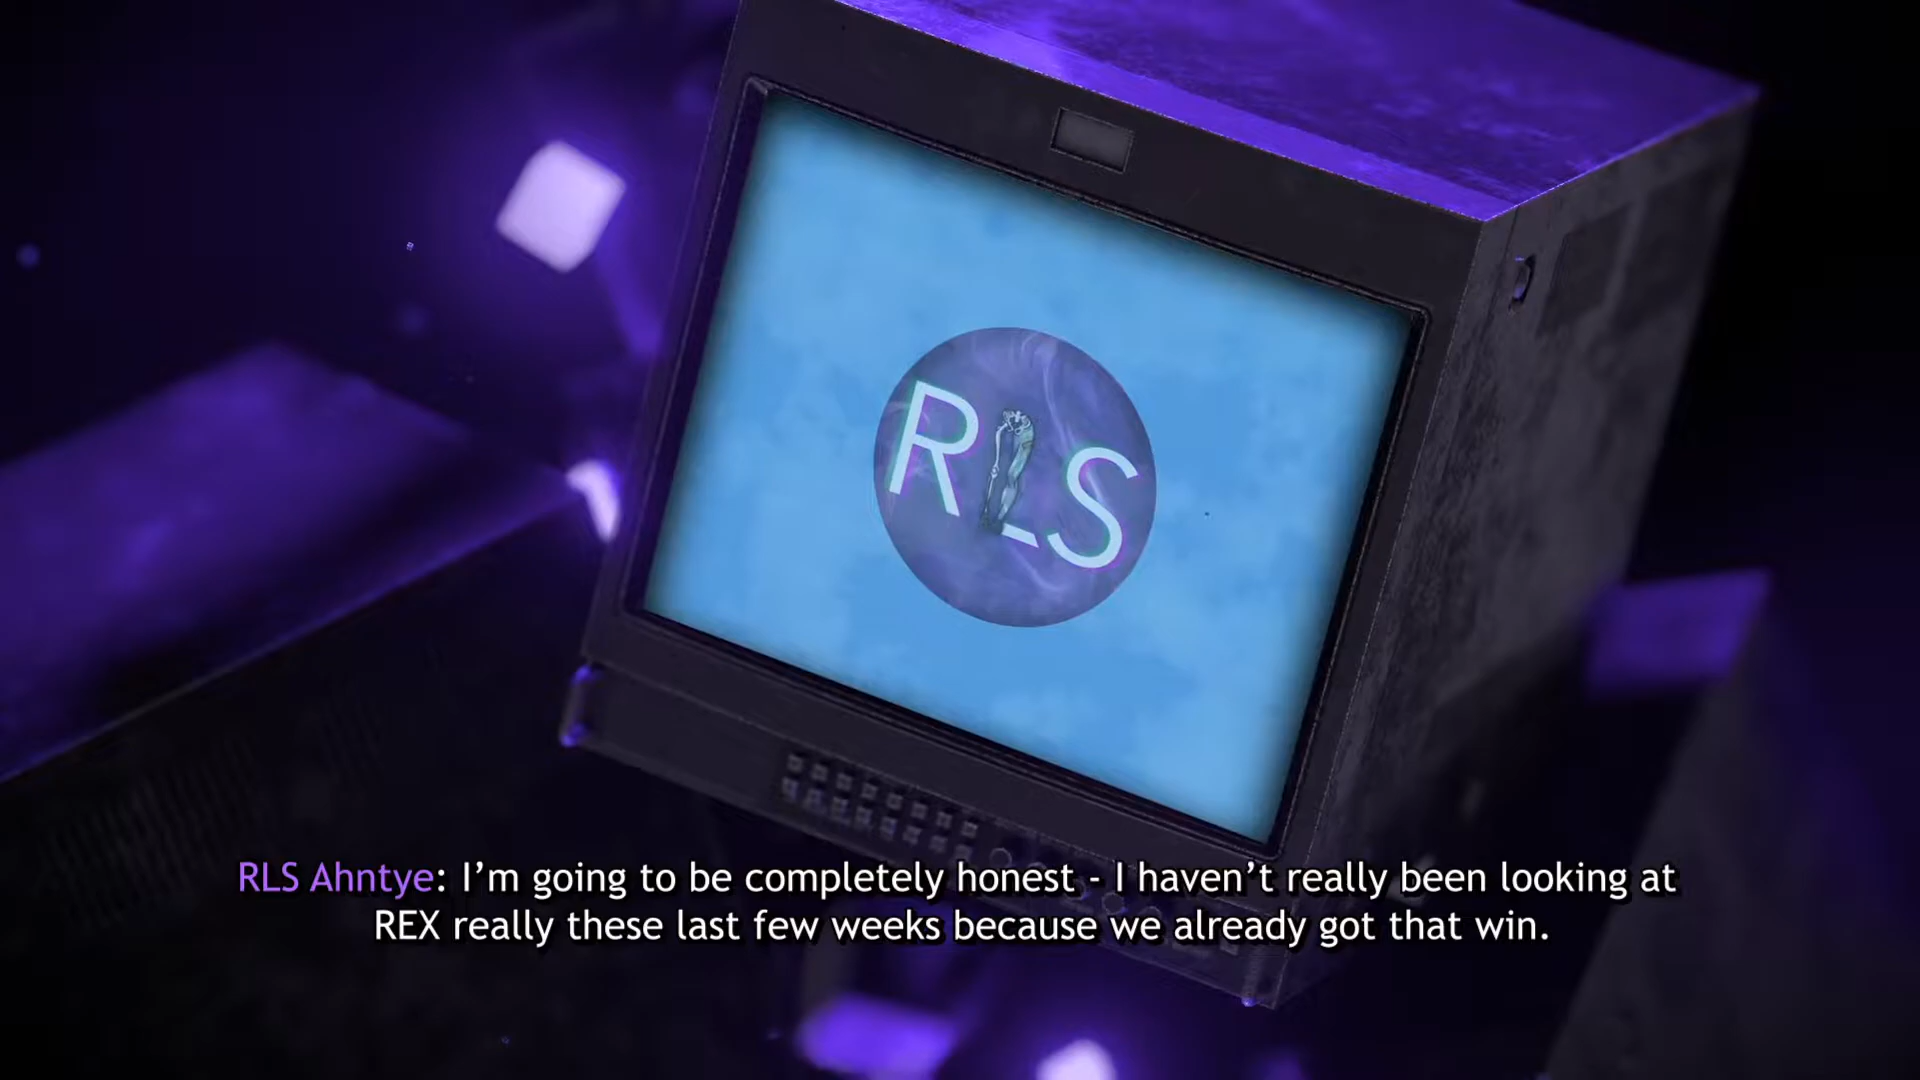 RLS
RLS Ahntye: I’m going to be completely honest - I haven’t really been looking at
REX really these last few weeks because we already got that win.